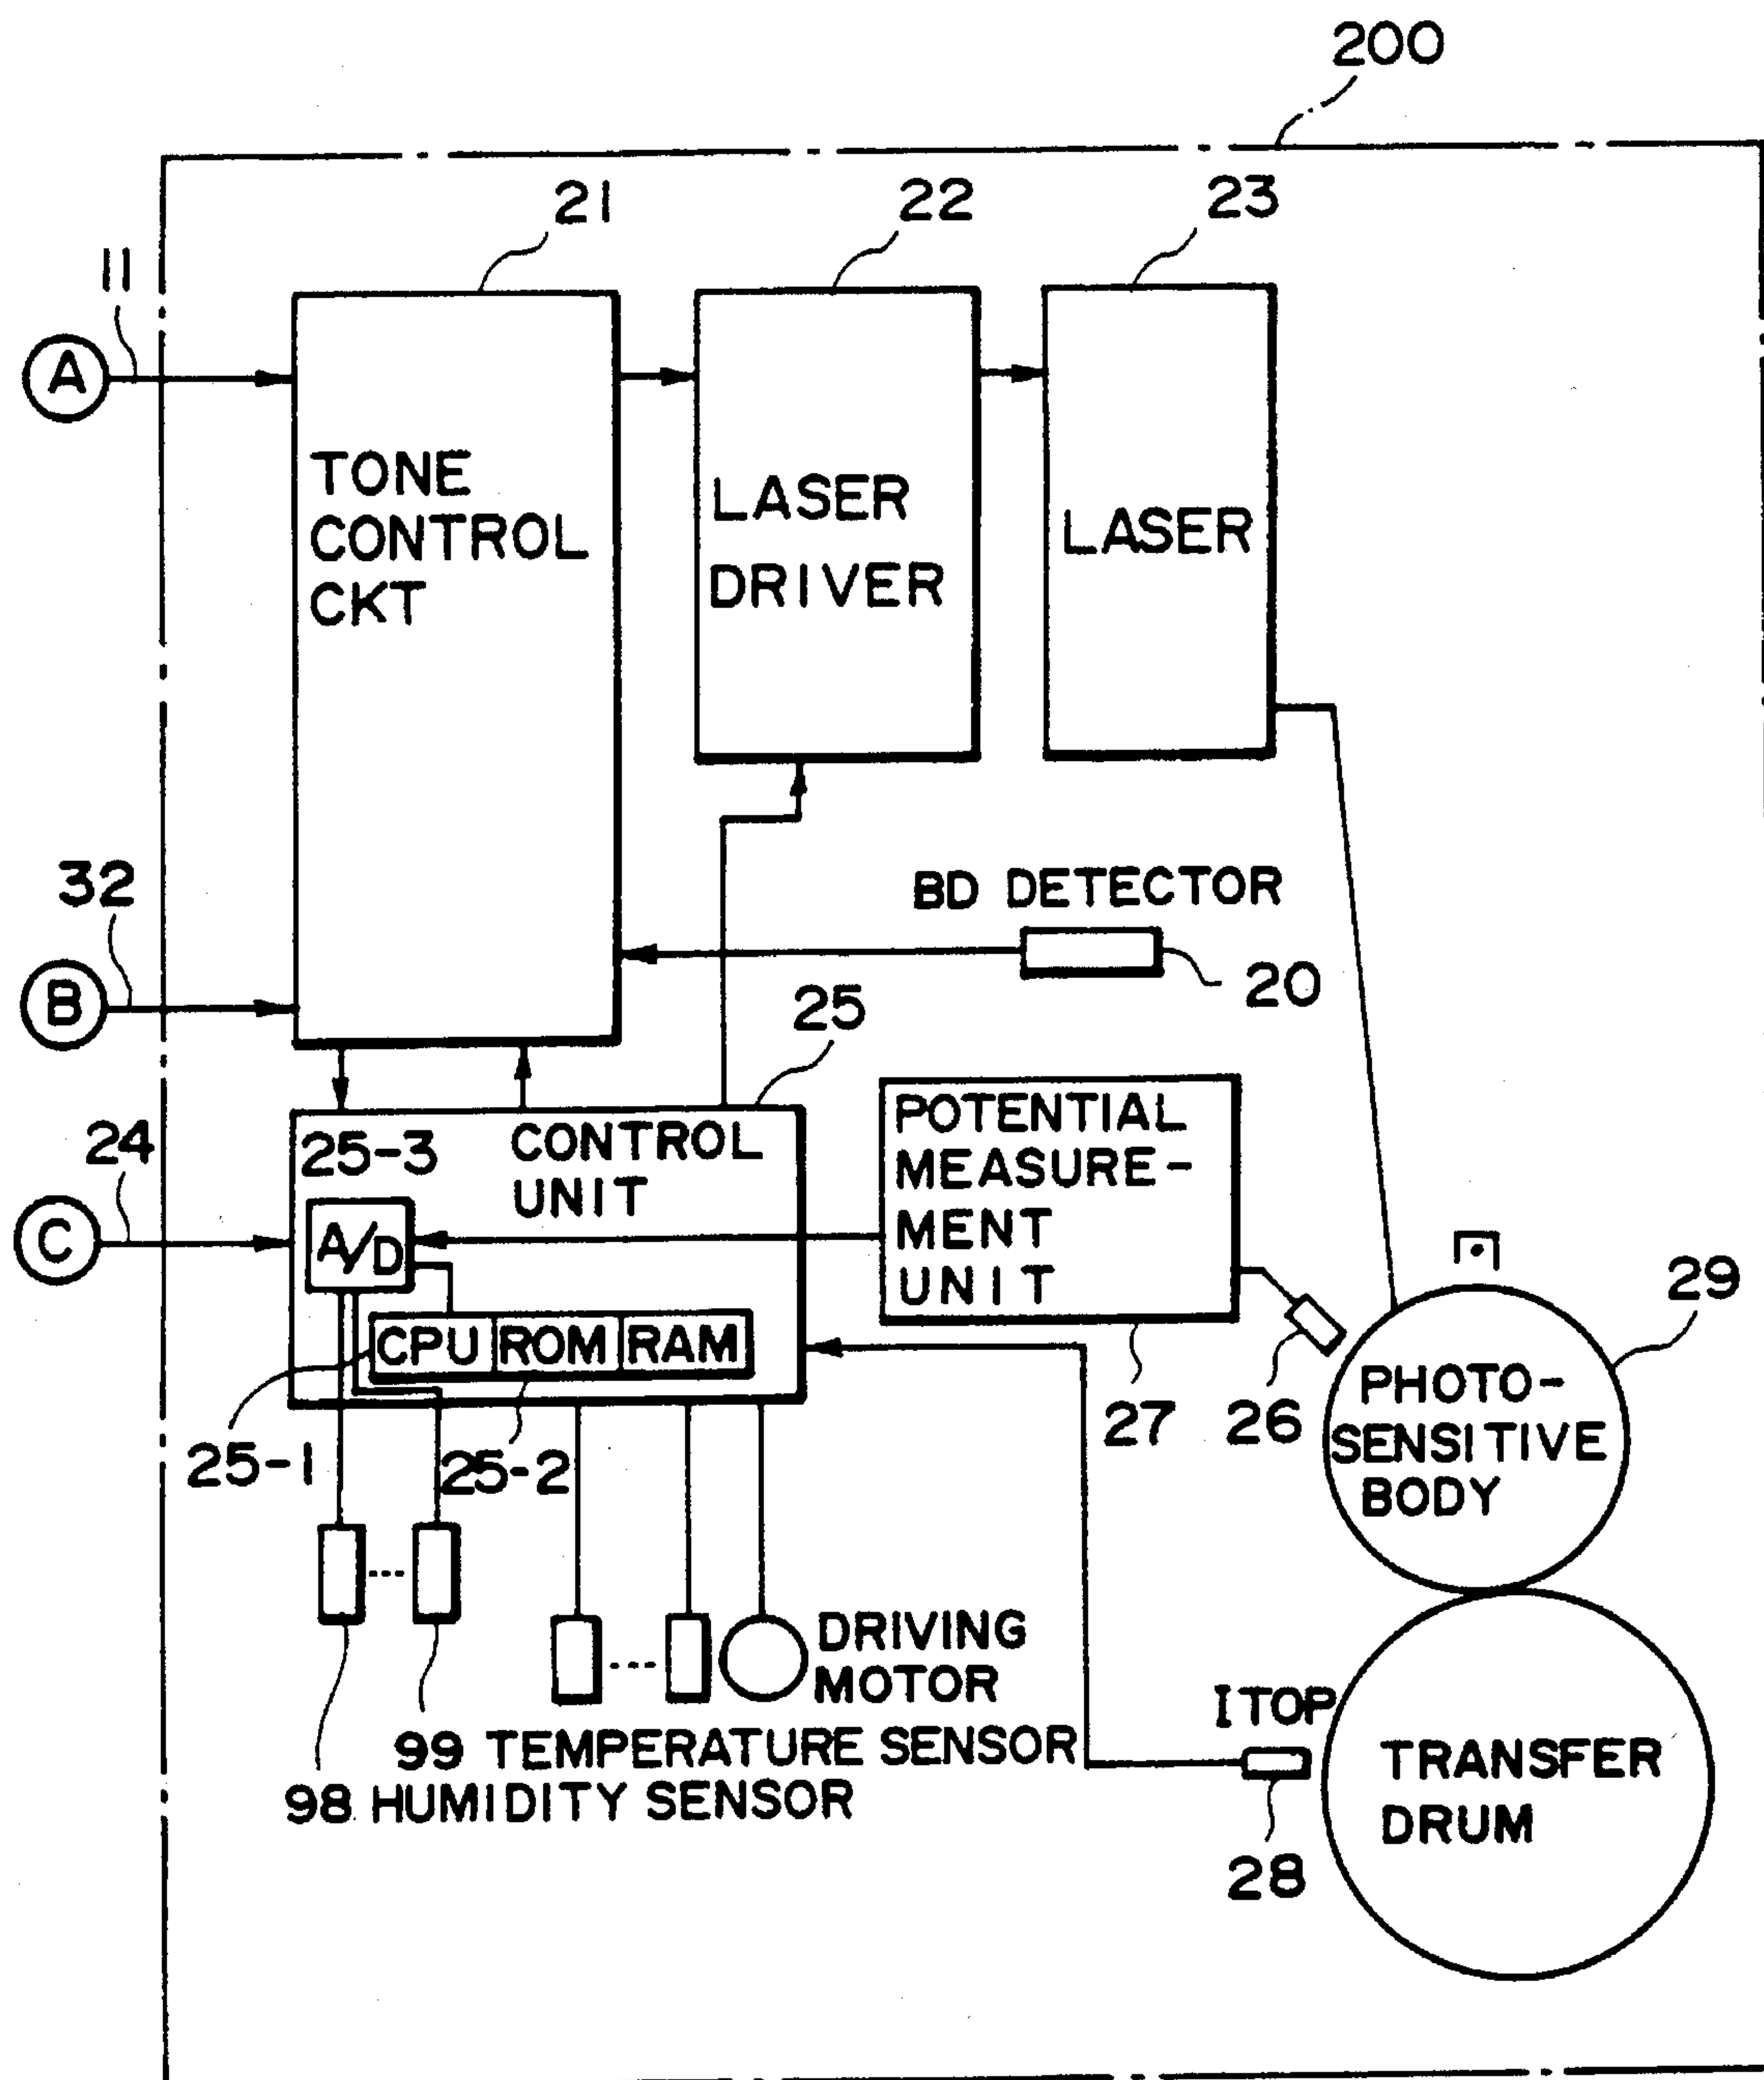 200
21
22
23
11
A
TONE
CONTROL
CKT
LASER
DRIVER
LASER
32
BD DETECTOR
20
B
25
24
25-3
CONTROL
UNIT
POTENTIAL
MEASURE-
MENT
UNIT
C
A/D
29
CPU ROM RAM
27
26
PHOTO-
SENSITIVE
BODY
25-1
25-2
DRIVING
MOTOR
ITOP
99 TEMPERATURE SENSOR
98 HUMIDITY SENSOR
TRANSFER
DRUM
28